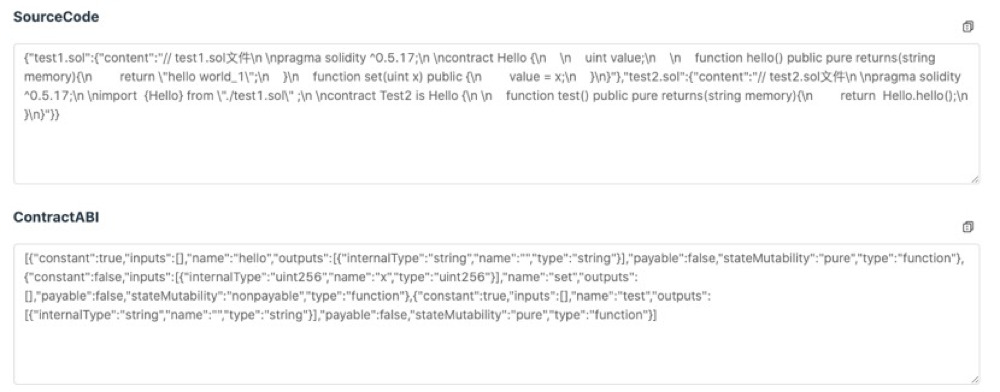 SourceCode
{"test1.sol":{"content":"// test1.sol文件\n \npragma solidity ^0.5.17;\n \ncontract Hello {\n    \n    uint value;\n    \n    function hello() public pure returns(string
memory){\n        return \"hello world_1\";\n    }\n    function set(uint x) public {\n        value = x;\n    }\n}"},"test2.sol":{"content":"// test2.sol文件\n \npragma solidity
^0.5.17;\n \nimport  {Hello} from \"./test1.sol\" ;\n \ncontract Test2 is Hello {\n \n    function test() public pure returns(string memory){\n        return  Hello.hello();\n
}\n}"}}
ContractABI
[{"constant":true,"inputs":[],"name":"hello","outputs":[{"internalType":"string","name":"","type":"string"}],"payable":false,"stateMutability":"pure","type":"function"},
{"constant":false,"inputs":[{"internalType":"uint256","name":"x","type":"uint256"}],"name":"set","outputs":
[],"payable":false,"stateMutability":"nonpayable","type":"function"},{"constant":true,"inputs":[],"name":"test","outputs":
[{"internalType":"string","name":"","type":"string"}],"payable":false,"stateMutability":"pure","type":"function"}]